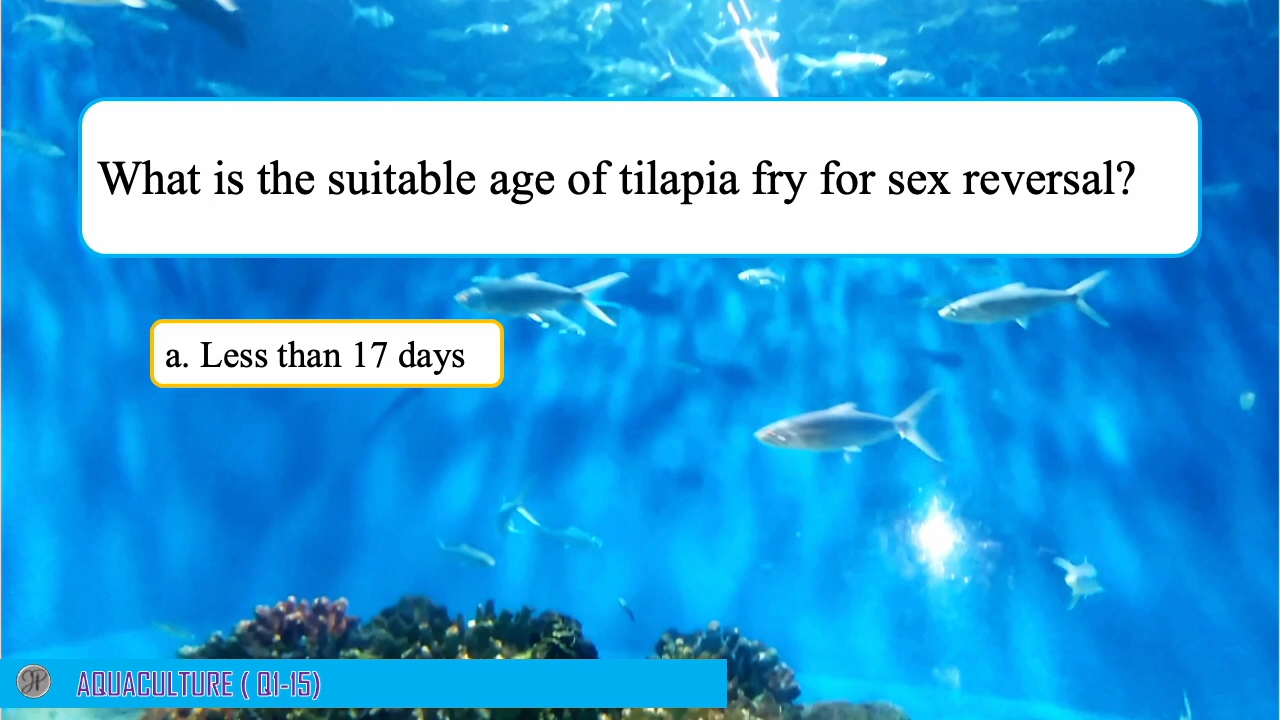 What is the suitable age of tilapia fry for sex reversal?
a. Less than 17 days
AQUACULTURE ( Q1-15)